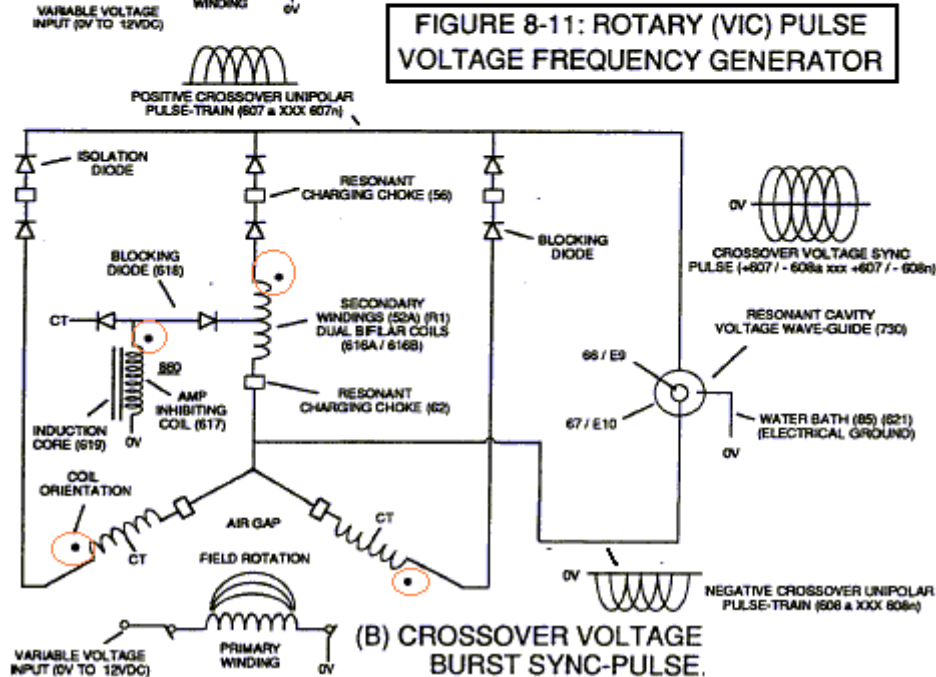 WINDING
0V
VARIABLE VOLTAGE
INPUT (0V TO 12VDC)
FIGURE 8-11: ROTARY (VIC) PULSE
VOLTAGE FREQUENCY GENERATOR
POSITIVE CROSSOVER UNIPOLAR
PULSE-TRAIN (607 a XXX 607n)
ISOLATION
DIODE
RESONANT
CHARGING CHOKE (56)
BLOCKING
DIODE
0V
CROSSOVER VOLTAGE SYNC
PULSE (+607 / - 608a xxx +607 / - 608n)
BLOCKING
DIODE (618)
CT
SECONDARY
WINDINGS (52A) (R1)
DUAL BIFILAR COILS
(616A / 616B)
RESONANT CAVITY
VOLTAGE WAVE-GUIDE (730)
66 / E9
67 / E10
860
AMP
INHIBITING
COIL (617)
INDUCTION
CORE (619)
0V
RESONANT
CHARGING CHOKE (62)
WATER BATH (85) (621)
(ELECTRICAL GROUND)
0V
COIL
ORIENTATION
CT
AIR GAP
CT
FIELD ROTATION
0V
NEGATIVE CROSSOVER UNIPOLAR
PULSE-TRAIN (608 a XXX 608n)
VARIABLE VOLTAGE
INPUT (0V TO 12VDC)
PRIMARY
WINDING
0V
(B) CROSSOVER VOLTAGE
BURST SYNC-PULSE.